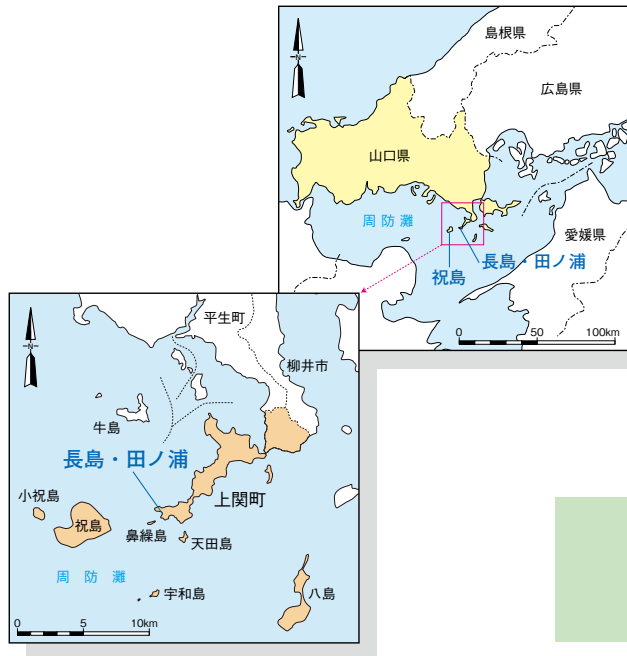 N
島根県
広島県
山口県
周防灘
愛媛県
長島・田ノ浦
祝島
0 50 100km
N
平生町
柳井市
牛島
長島・田ノ浦
上関町
小祝島
祝島
鼻繰島
天田島
周防灘
宇和島
八島
0 5 10km